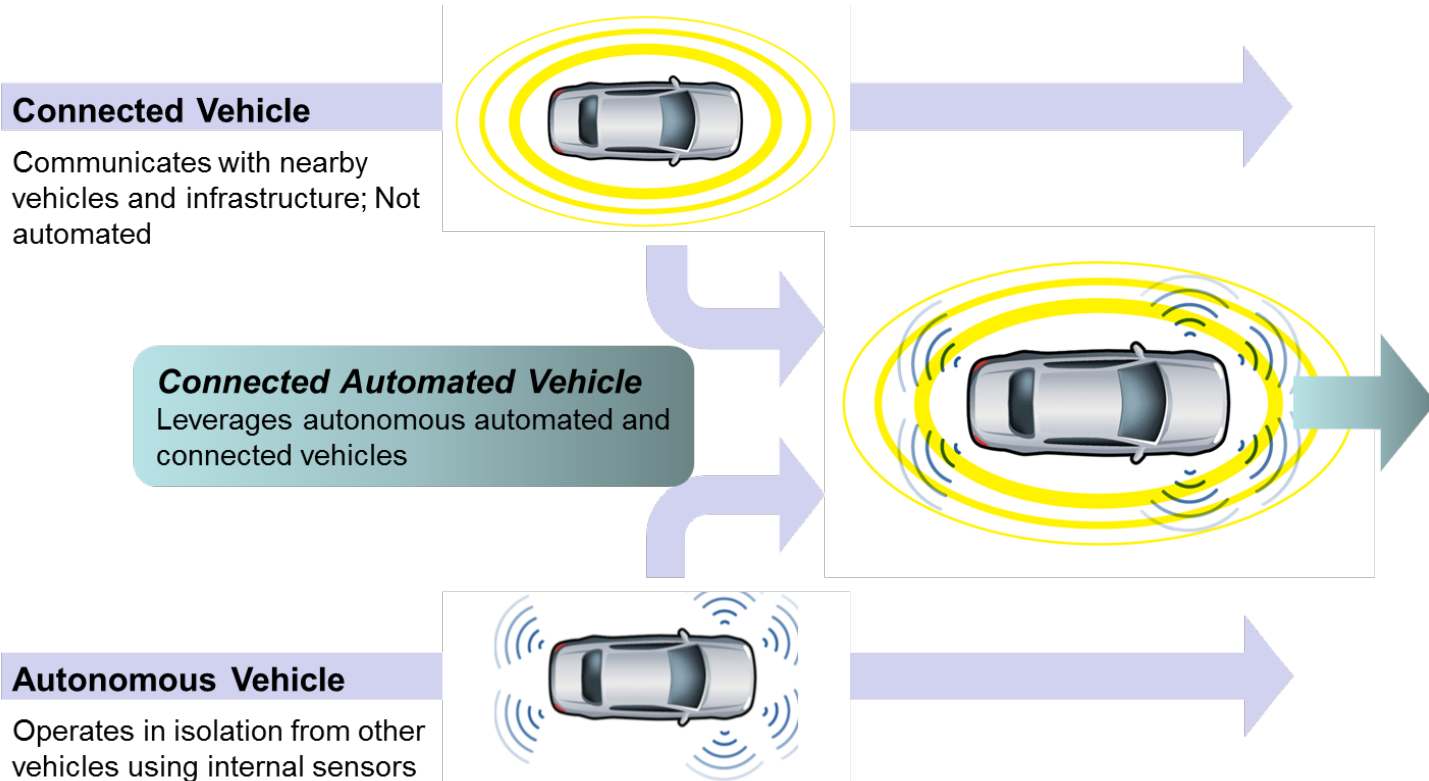 Connected Vehicle
Communicates with nearby
vehicles and infrastructure; Not
automated
Connected Automated Vehicle
Leverages autonomous automated and
connected vehicles
Autonomous Vehicle
Operates in isolation from other
vehicles using internal sensors